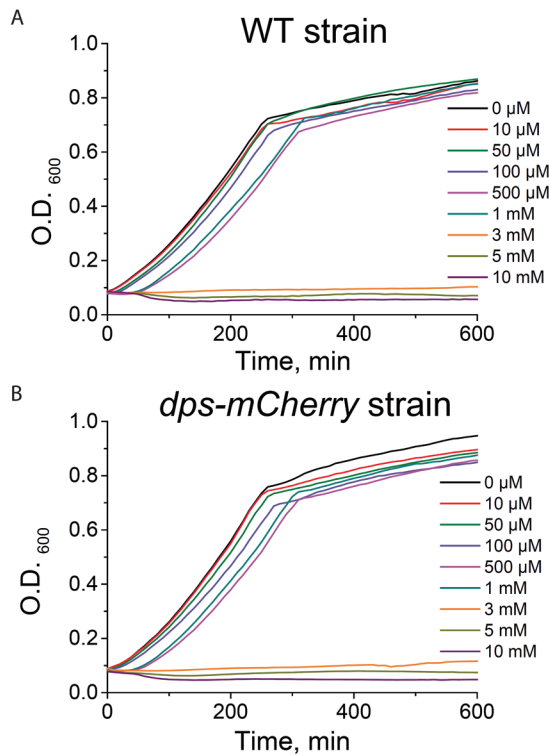 A
WT strain
1.0
0.8
0.6
0.4
0.2
0.0
O.D. 600
0 200 400 600
Time, min
0 µM
10 µM
50 µM
100 µM
500 µM
1 mM
3 mM
5 mM
10 mM
B
dps-mCherry strain
1.0
0.8
0.6
0.4
0.2
0.0
O.D. 600
0 200 400 600
Time, min
0 µM
10 µM
50 µM
100 µM
500 µM
1 mM
3 mM
5 mM
10 mM